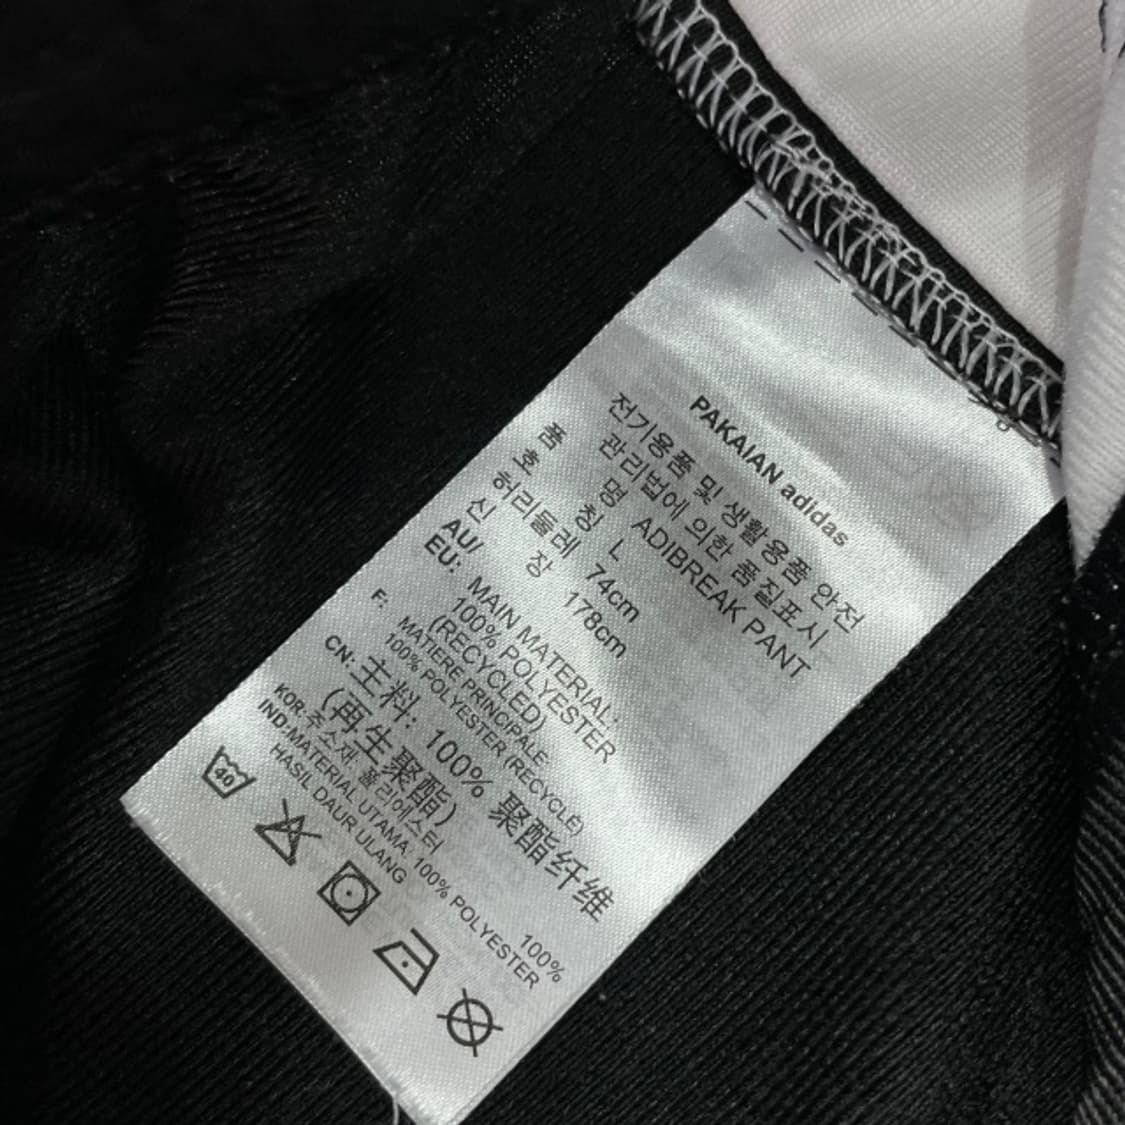 PAKAIAN adidas
전기용품 및 생활용품 안전
관리법에 의한 품질표시
품 명 ADIBREAK PANT
호 칭 L
허리둘레 74cm
신 장 178cm
AU/
EU: MAIN MATERIAL:
100% POLYESTER
(RECYCLED)
F: MATIERE PRINCIPALE:
100% POLYESTER (RECYCLÉ)
CN: 主料: 100% 聚酯纤维
(再生聚酯)
KOR: 주소재, 폴리에스터 100%
IND: MATERIAL UTAMA, 100% POLYESTER
HASIL DAUR ULANG
40